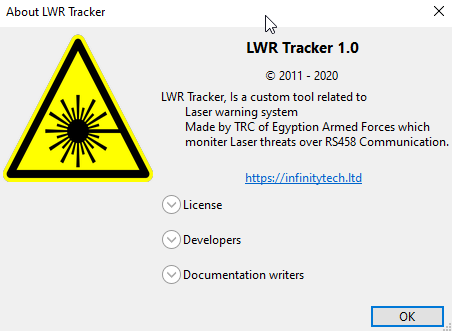 About LWR Tracker
LWR Tracker 1.0
© 2011 - 2020
LWR Tracker, Is a custom tool related to
Laser warning system
Made by TRC of Egyption Armed Forces which
moniter Laser threats over RS458 Communication.
https://infinitytech.ltd
License
Developers
Documentation writers
OK